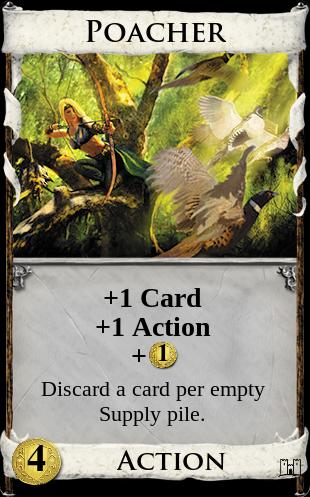 POACHER
+1 Card
+1 Action
+ 1
Discard a card per empty
Supply pile.
4 ACTION